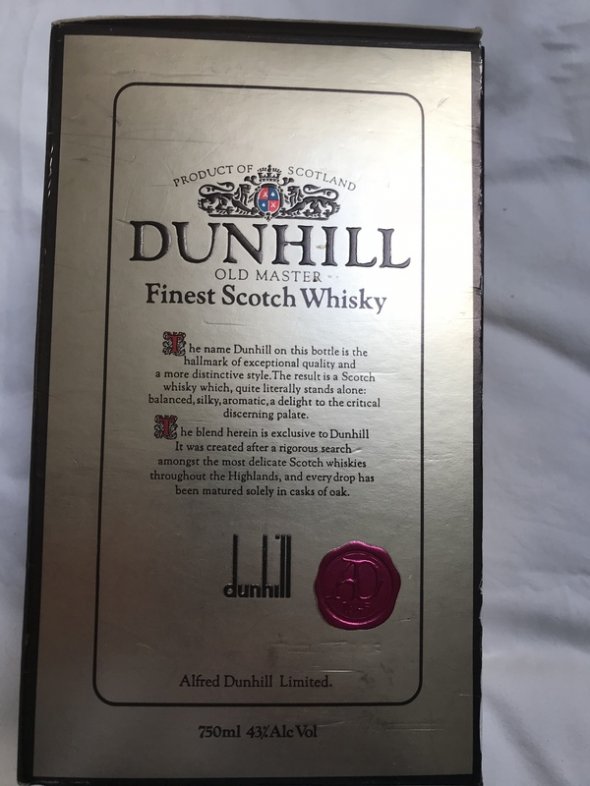 PRODUCT OF SCOTLAND
DUNHILL
OLD MASTER
Finest Scotch Whisky
The name Dunhill on this bottle is the
hallmark of exceptional quality and
a more distinctive style. The result is a Scotch
whisky which, quite literally stands alone:
balanced, silky, aromatic, a delight to the critical
discerning palate.
The blend herein is exclusive to Dunhill
It was created after a rigorous search
amongst the most delicate Scotch whiskies
throughout the Highlands, and every drop has
been matured solely in casks of oak.
dunhill
AD
Alfred Dunhill Limited.
750ml 43% Alc Vol